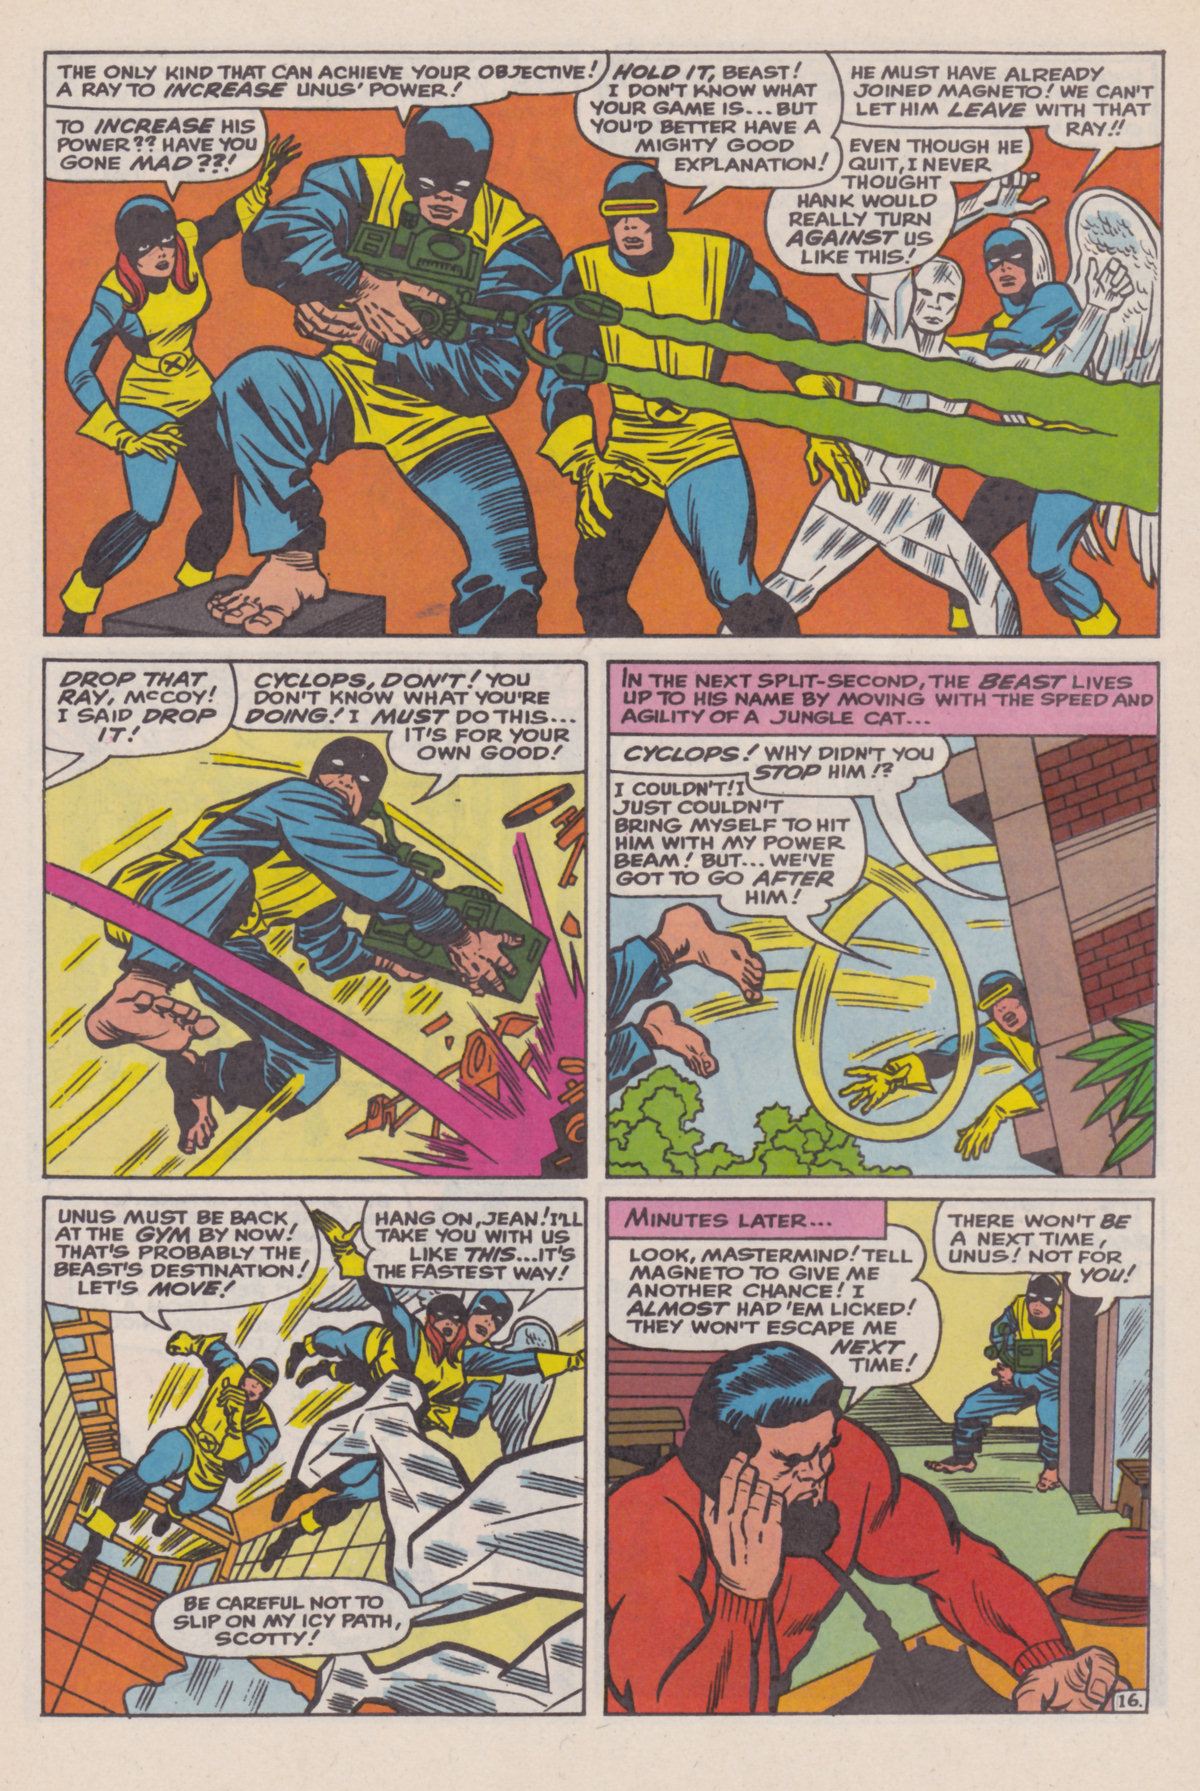 THE ONLY KIND THAT CAN ACHIEVE YOUR OBJECTIVE!
A RAY TO INCREASE UNUS' POWER!
TO INCREASE HIS
POWER?? HAVE YOU
GONE MAD??!
HOLD IT, BEAST!
I DON'T KNOW WHAT
YOUR GAME IS... BUT
YOU'D BETTER HAVE A
MIGHTY GOOD
EXPLANATION!
HE MUST HAVE ALREADY
JOINED MAGNETO! WE CAN'T
LET HIM LEAVE WITH THAT
RAY!!
EVEN THOUGH HE
QUIT, I NEVER
THOUGHT
HANK WOULD
REALLY TURN
AGAINST US
LIKE THIS!
DROP THAT
RAY, McCOY!
I SAID DROP
IT!
CYCLOPS, DON'T! YOU
DON'T KNOW WHAT YOU'RE
DOING! I MUST DO THIS...
IT'S FOR YOUR
OWN GOOD!
IN THE NEXT SPLIT-SECOND, THE BEAST LIVES
UP TO HIS NAME BY MOVING WITH THE SPEED AND
AGILITY OF A JUNGLE CAT...
CYCLOPS! WHY DIDN'T YOU
STOP HIM!?
I COULDN'T! I
JUST COULDN'T
BRING MYSELF TO HIT
HIM WITH MY POWER
BEAM! BUT... WE'VE
GOT TO GO AFTER
HIM!
UNUS MUST BE BACK
AT THE GYM BY NOW!
THAT'S PROBABLY THE
BEAST'S DESTINATION!
LET'S MOVE!
HANG ON, JEAN! I'LL
TAKE YOU WITH US
LIKE THIS... IT'S
THE FASTEST WAY!
BE CAREFUL NOT TO
SLIP ON MY ICY PATH,
SCOTTY!
MINUTES LATER...
LOOK, MASTERMIND! TELL
MAGNETO TO GIVE ME
ANOTHER CHANCE! I
ALMOST HAD 'EM LICKED!
THEY WON'T ESCAPE ME
NEXT
TIME!
THERE WON'T BE
A NEXT TIME,
UNUS! NOT FOR
YOU!
16.